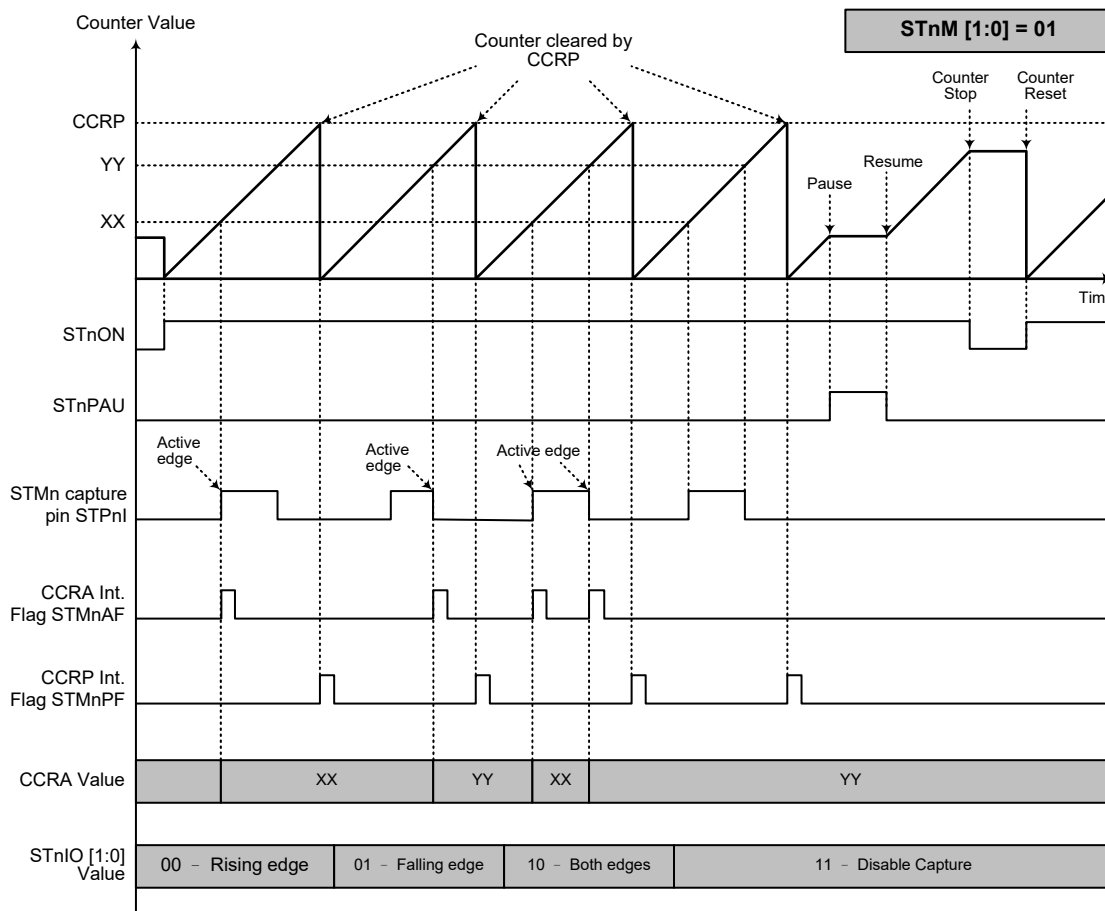 Counter Value
STnM [1:0] = 01
Counter cleared by
CCRP
Counter
Stop
Counter
Reset
CCRP
YY
Resume
Pause
XX
Tim
STnON
STnPAU
Active
edge
Active
edge
Active edge
STMn capture
pin STPnI
CCRA Int.
Flag STMnAF
CCRP Int.
Flag STMnPF
CCRA Value
XX
YY
XX
YY
STnIO [1:0]
Value
00 – Rising edge
01 – Falling edge
10 – Both edges
11 – Disable Capture